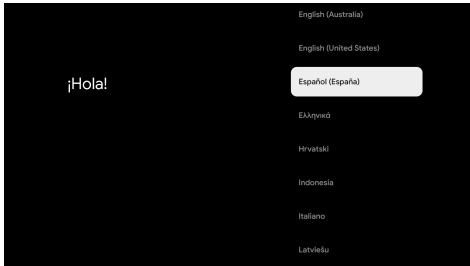 ¡Hola!
English (Australia)
English (United States)
Español (España)
Ελληνικά
Hrvatski
Indonesia
Italiano
Latviešu